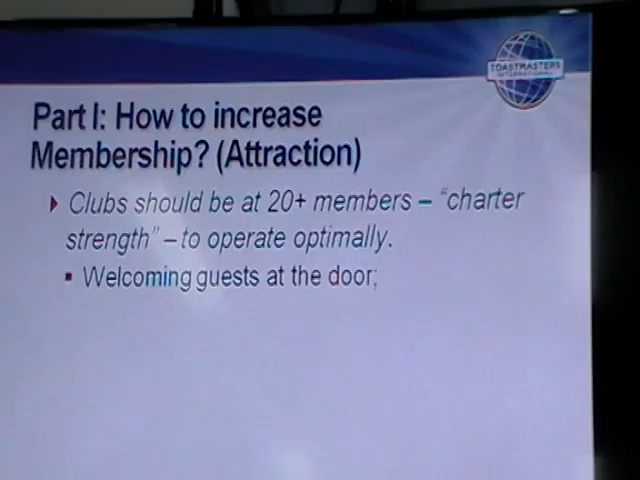 TOASTMASTERS
INTERNATIONAL
Part I: How to increase
Membership? (Attraction)
Clubs should be at 20+ members – “charter
strength” – to operate optimally.
Welcoming guests at the door;